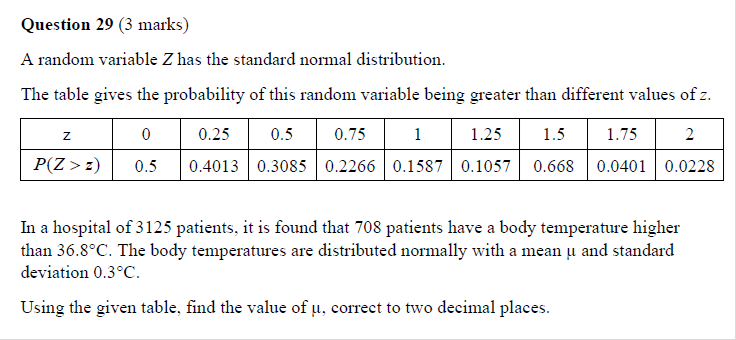 Question 29 (3 marks)
A random variable Z has the standard normal distribution.
The table gives the probability of this random variable being greater than different values of z.
z 0 0.25 0.5 0.75 1 1.25 1.5 1.75 2
P(Z > z) 0.5 0.4013 0.3085 0.2266 0.1587 0.1057 0.668 0.0401 0.0228
In a hospital of 3125 patients, it is found that 708 patients have a body temperature higher
than 36.8°C. The body temperatures are distributed normally with a mean μ and standard
deviation 0.3°C.
Using the given table, find the value of μ, correct to two decimal places.